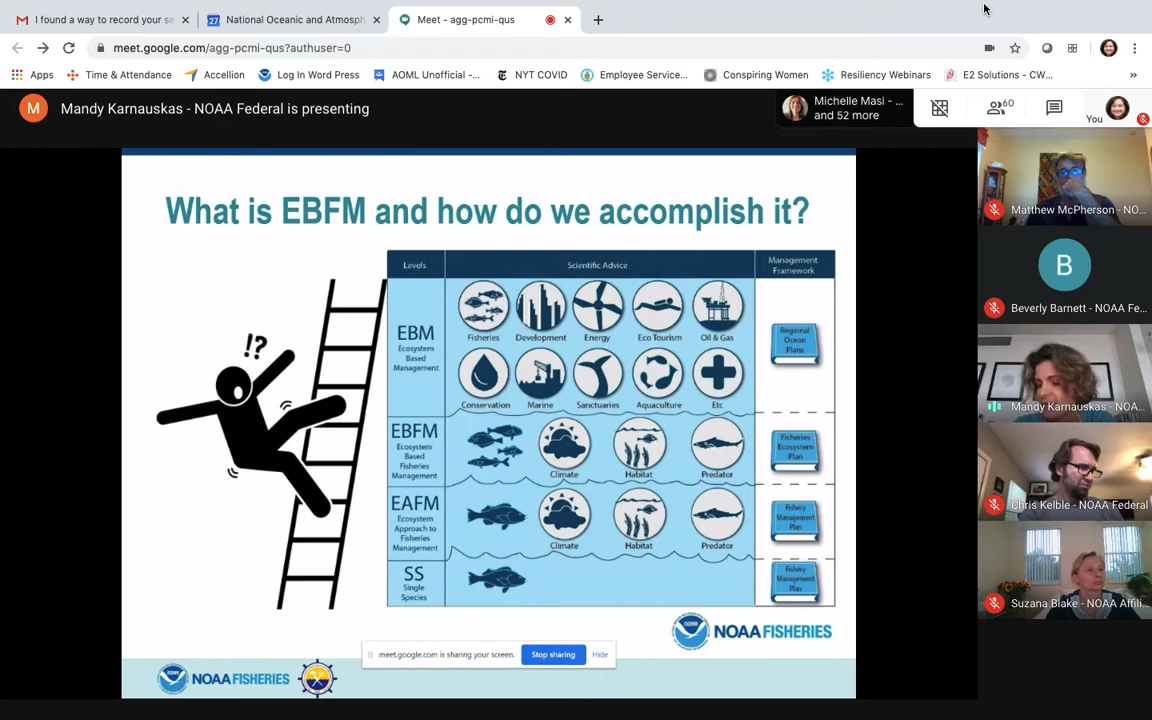 I found a way to record your se
27
National Oceanic and Atmosph
Meet - agg-pcmi-qus
meet.google.com/agg-pcmi-qus?authuser=0
Apps
Time & Attendance
Accellion
Log In Word Press
AOML Unofficial -...
NYT COVID
Employee Service...
Conspiring Women
Resiliency Webinars
E2 Solutions - CW...
»
M
Mandy Karnauskas - NOAA Federal is presenting
Michelle Masi - ...
and 52 more
60
You
What is EBFM and how do we accomplish it?
Levels
Scientific Advice
Management
Framework
EBM
Ecosystem
Based
Management
Fisheries
Development
Energy
Eco Tourism
Oil & Gas
Conservation
Marine
Sanctuaries
Aquaculture
Etc
Regional
Ocean
Plans
EBFM
Ecosystem
Based
Fisheries
Management
Climate
Habitat
Predator
Fisheries
Ecosystem
Plan
EAFM
Ecosystem
Approach to
Fisheries
Management
Climate
Habitat
Predator
Fishery
Management
Plan
SS
Single
Species
Fishery
Management
Plan
!?
NOAA
NOAA FISHERIES
meet.google.com is sharing your screen.
Stop sharing
Hide
NOAA FISHERIES
Matthew McPherson - NO...
B
Beverly Barnett - NOAA Fe...
Mandy Karnauskas - NOA...
Chris Kelble - NOAA Federal
Suzana Blake - NOAA Affili...